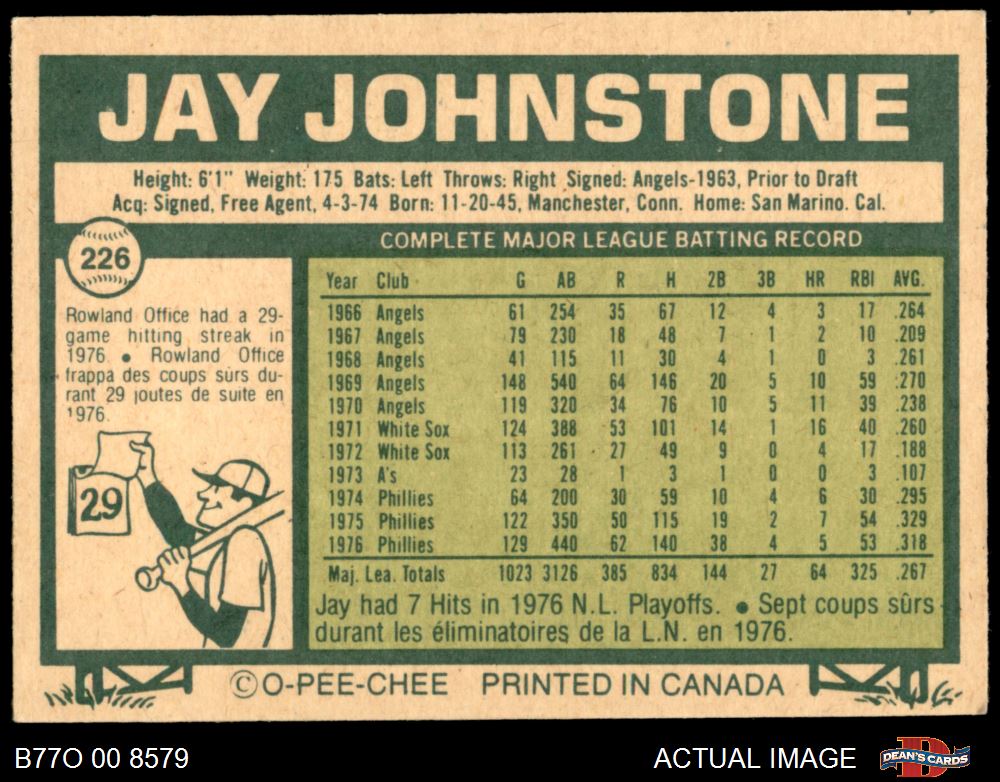 JAY JOHNSTONE
Height: 6'1" Weight: 175 Bats: Left Throws: Right Signed: Angels-1963, Prior to Draft
Acq: Signed, Free Agent, 4-3-74 Born: 11-20-45, Manchester, Conn. Home: San Marino. Cal.
226
COMPLETE MAJOR LEAGUE BATTING RECORD
Rowland Office had a 29-
game hitting streak in
1976. • Rowland Office
frappa des coups sûrs du-
rant 29 joutes de suite en
1976.
29
Year Club G AB R H 2B 3B HR RBI AVG.
1966 Angels 61 254 35 67 12 4 3 17 .264
1967 Angels 79 230 18 48 7 1 2 10 .209
1968 Angels 41 115 11 30 4 1 0 3 .261
1969 Angels 148 540 64 146 20 5 10 59 .270
1970 Angels 119 320 34 76 10 5 11 39 .238
1971 White Sox 124 388 53 101 14 1 16 40 .260
1972 White Sox 113 261 27 49 9 0 4 17 .188
1973 A's 23 28 1 3 1 0 0 3 .107
1974 Phillies 64 200 30 59 10 4 6 30 .295
1975 Phillies 122 350 50 115 19 2 7 54 .329
1976 Phillies 129 440 62 140 38 4 5 53 .318
Maj. Lea. Totals 1023 3126 385 834 144 27 64 325 .267
Jay had 7 Hits in 1976 N.L. Playoffs. • Sept coups sûrs
durant les éliminatoires de la L.N. en 1976.
© O-PEE-CHEE PRINTED IN CANADA
B77O 00 8579
ACTUAL IMAGE
DEAN'S CARDS